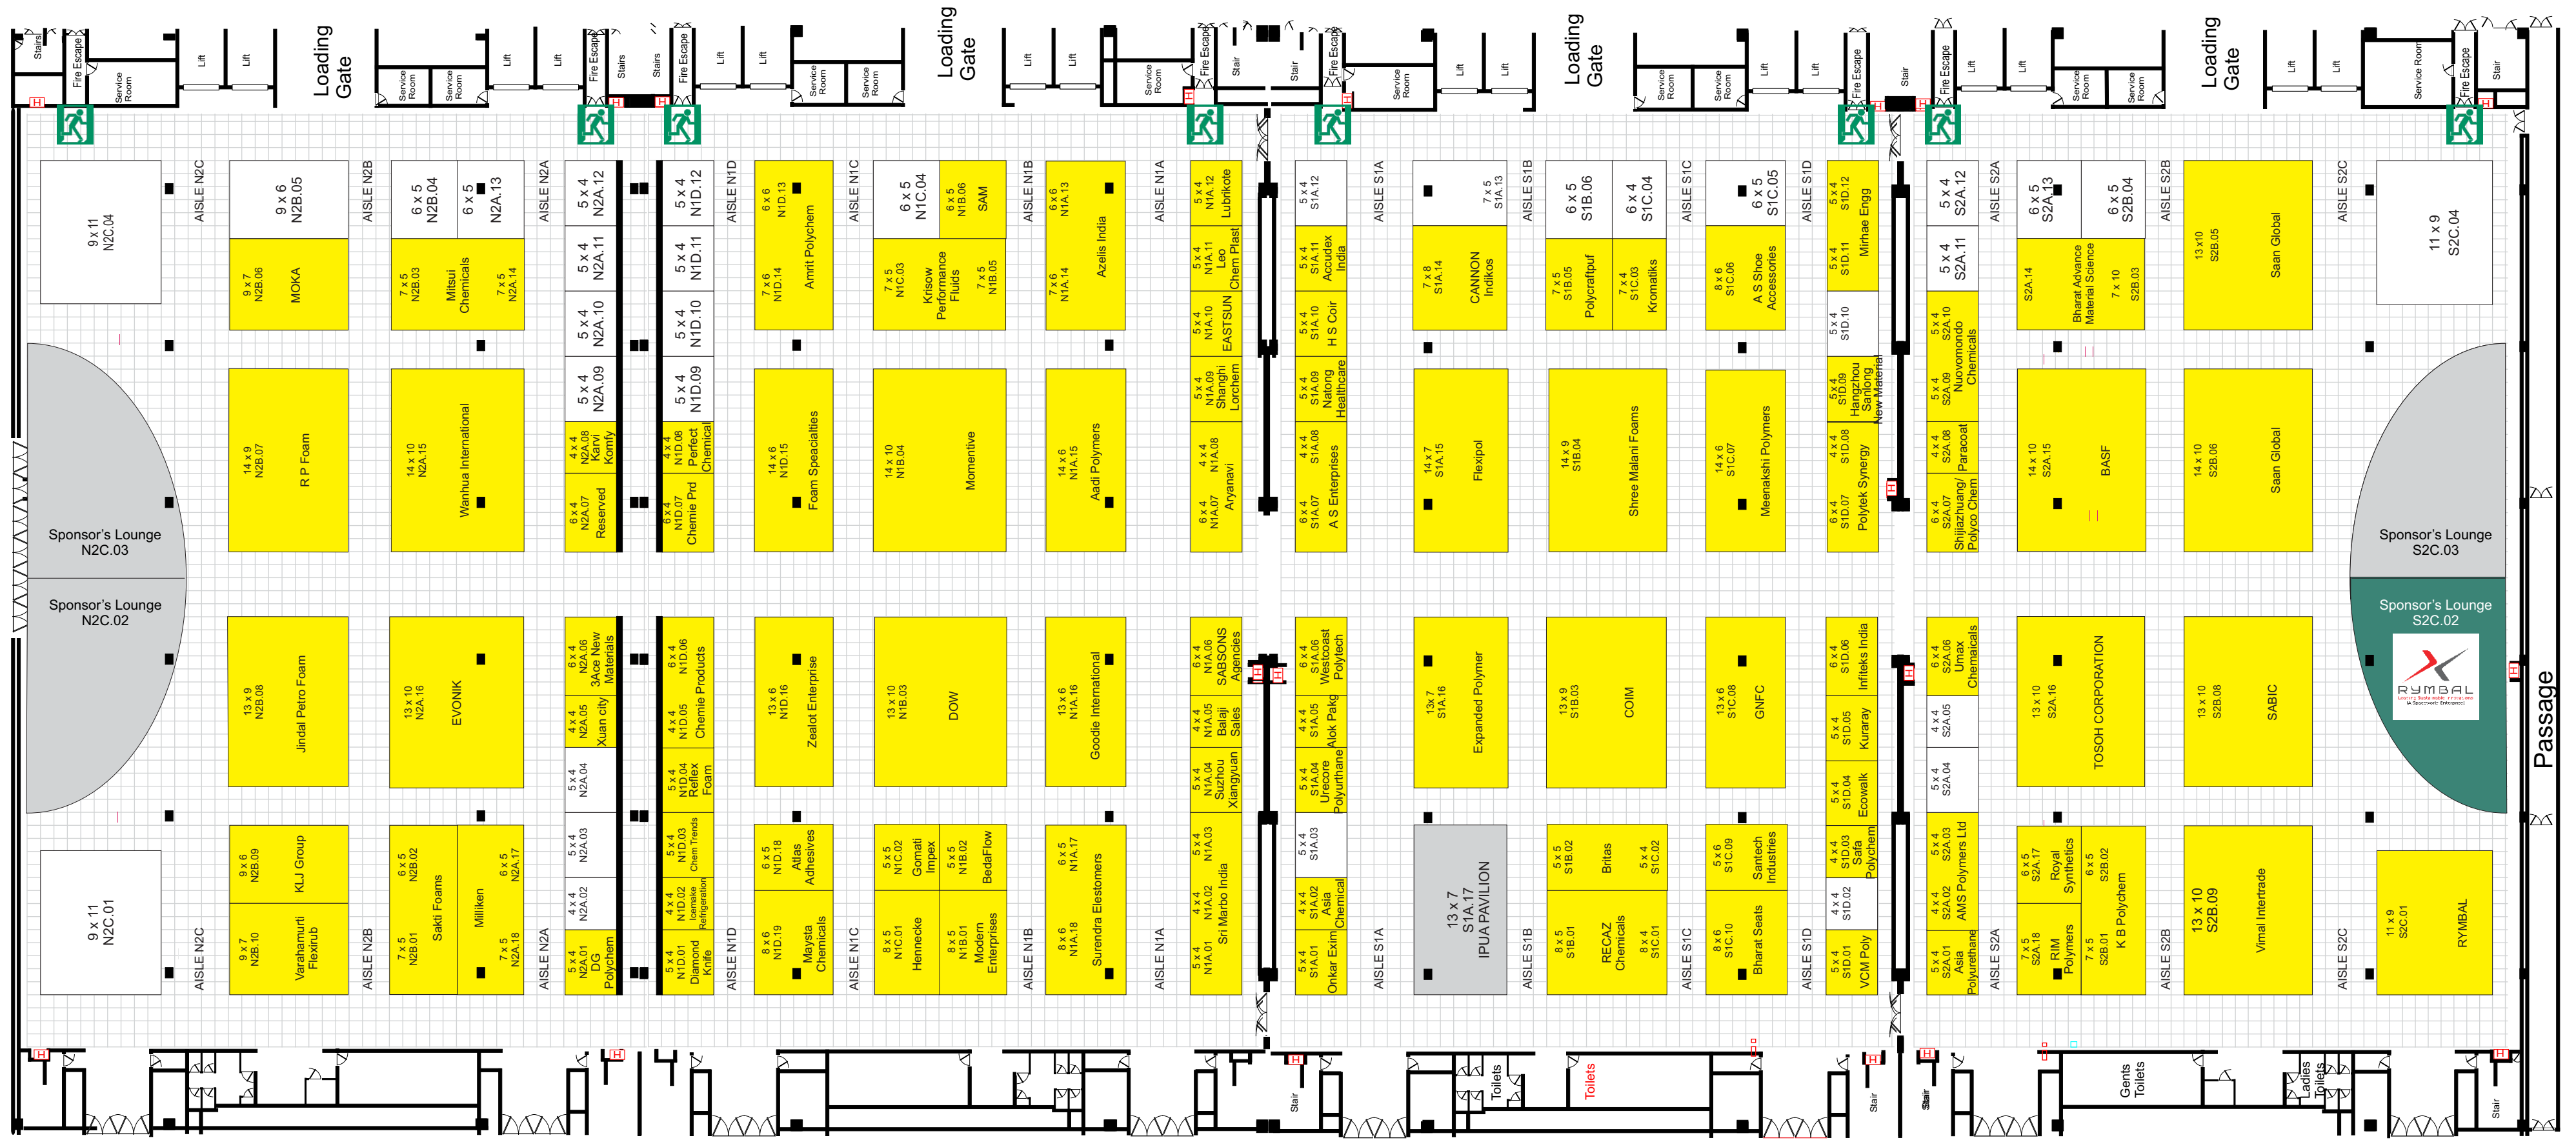 Stairs
Fire Escape
Service
Room
Lift
Lift
Loading
Gate
Service
Room
Service
Room
Lift
Lift
Fire Escape
Stairs
Stairs
Fire Escape
Lift
Lift
Service
Room
Service
Room
Loading
Gate
Lift
Lift
Service
Room
Fire Escape
Stair
Stair
Fire Escape
Service
Room
Lift
Lift
Loading
Gate
Service
Room
Service
Room
Lift
Lift
Fire Escape
Stair
Fire Escape
Lift
Lift
Service
Room
Service
Room
Loading
Gate
Lift
Lift
Service Room
Fire Escape
Stair
H
H
H
H
H
H
H
H
9 x 11
N2C.04
AISLE N2C
9 x 6
N2B.05
AISLE N2B
6 x 5
N2B.04
6 x 5
N2A.13
AISLE N2A
5 x 4
N2A.12
5 x 4
N1D.12
AISLE N1D
6 x 6
N1D.13
7 x 6
N1D.14
Amrit Polychem
AISLE N1C
6 x 5
N1C.04
6 x 5
N1B.06
SAM
AISLE N1B
6 x 6
N1A.13
7 x 6
N1A.14
Azelis India
AISLE N1A
5 x 4
N1A.12
Lubrikote
5 x 4
S1A.12
AISLE S1A
7 x 5
S1A.13
AISLE S1B
6 x 5
S1B.06
6 x 4
S1C.04
AISLE S1C
6 x 5
S1C.05
AISLE S1D
5 x 4
S1D.12
5 x 4
S1D.11
Mirhae Engg
5 x 4
S2A.12
AISLE S2A
6 x 5
S2A.13
6 x 5
S2B.04
AISLE S2B
13 x10
S2B.05
Saan Global
AISLE S2C
11 x 9
S2C.04
9 x 7
N2B.06
MOKA
7 x 5
N2B.03
Mitsui
Chemicals
7 x 5
N2A.14
5 x 4
N2A.11
5 x 4
N2A.10
5 x 4
N1D.11
5 x 4
N1D.10
7 x 5
N1C.03
Krisow
Performance
Fluids
7 x 5
N1B.05
5 x 4
N1A.11
Leo
Chem Plast
5 x 4
N1A.10
EASTSUN
5 x 4
S1A.11
Accudex
India
5 x 4
S1A.10
H S Coir
7 x 8
S1A.14
CANNON
Indikos
7 x 5
S1B.05
Polycraftpuf
7 x 4
S1C.03
Kromatiks
8 x 6
S1C.06
A S Shoe
Accessories
5 x 4
S1D.10
5 x 4
S2A.11
5 x 4
S2A.10
5 x 4
S2A.09
Nuovomondo
Chemicals
S2A.14
Bharat Advance
Material Science
7 x 10
S2B.03
14 x 9
N2B.07
R P Foam
14 x 10
N2A.15
Wanhua International
5 x 4
N2A.09
4 x 4
N2A.08
Karvi
Komfy
6 x 4
N2A.07
Reserved
5 x 4
N1D.09
4 x 4
N1D.08
Perfect
Chemical
6 x 4
N1D.07
Chemie Prd
14 x 6
N1D.15
Foam Speacialties
14 x 10
N1B.04
Momentive
14 x 6
N1A.15
Aadi Polymers
5 x 4
N1A.09
Shanghi
Lorchem
4 x 4
N1A.08
6 x 4
N1A.07
Aryanavi
5 x 4
S1A.09
Natong
Healthcare
4 x 4
S1A.08
6 x 4
S1A.07
A S Enterprises
14 x 7
S1A.15
Flexipol
14 x 9
S1B.04
Shree Malani Foams
14 x 6
S1C.07
Meenakshi Polymers
5 x 4
S1D.09
Hangzhou
Sanlong
New Material
4 x 4
S1D.08
6 x 4
S1D.07
Polytek Synergy
H
4 x 4
S2A.08
Paracoat
6 x 4
S2A.07
Shijiazhuang/
Polyco Chem
14 x 10
S2A.15
BASF
14 x 10
S2B.06
Saan Global
Sponsor's Lounge
N2C.03
Sponsor's Lounge
N2C.02
Sponsor's Lounge
S2C.03
Sponsor's Lounge
S2C.02
RYMBAL
Passage
13 x 9
N2B.08
Jindal Petro Foam
13 x 10
N2A.16
EVONIK
6 x 4
N2A.06
3Ace New
Materials
4 x 4
N2A.05
Xuan city
5 x 4
N2A.04
6 x 4
N1D.06
4 x 4
N1D.05
Chemie Products
5 x 4
N1D.04
Reflex
Foam
13 x 6
N1D.16
Zealot Enterprise
13 x 10
N1B.03
DOW
13 x 6
N1A.16
Goodie International
6 x 4
N1A.06
SABSONS
Agencies
4 x 4
N1A.05
Balaji
Sales
5 x 4
N1A.04
Suzhou
Xiangyuan
H
H
6 x 4
S1A.06
Westcoast
Polytech
4 x 4
S1A.05
Alok Pakg
5 x 4
S1A.04
Urecore
Polyurthane
13x 7
S1A.16
Expanded Polymer
13 x 9
S1B.03
COIM
13 x 6
S1C.08
GNFC
6 x 4
S1D.06
Infiteks India
5 x 4
S1D.05
Kuraray
5 x 4
S1D.04
Ecowalk
H
6 x 4
S2A.06
Umax
Chemaicals
4 x 4
S2A.05
5 x 4
S2A.04
13 x 10
S2A.16
TOSOH CORPORATION
13 x 10
S2B.08
SABIC
H
9 x 11
N2C.01
AISLE N2C
9 x 6
N2B.09
KLJ Group
9 x 7
N2B.10
Varahamurti
Flexirub
AISLE N2B
6 x 5
N2B.02
7 x 5
N2B.01
Sakti Foams
Milliken
6 x 5
N2A.17
7 x 5
N2A.18
AISLE N2A
5 x 4
N2A.03
4 x 4
N2A.02
5 x 4
N2A.01
DG
Polychem
5 x 4
N1D.03
Chem Trends
4 x 4
N1D.02
Icemake
Refrigeration
5 x 4
N1D.01
Diamond
Knife
AISLE N1D
6 x 5
N1D.18
Atlas
Adhesives
8 x 6
N1D.19
Maysta
Chemicals
AISLE N1C
5 x 5
N1C.02
Gomati
Impex
5 x 5
N1B.02
BedaFlow
8 x 5
N1C.01
Hennecke
8 x 5
N1B.01
Modern
Enterprises
AISLE N1B
6 x 5
N1A.17
8 x 6
N1A.18
Surendra Elestomers
AISLE N1A
5 x 4
N1A.03
4 x 4
N1A.02
5 x 4
N1A.01
Sri Marbo India
5 x 4
S1A.03
4 x 4
S1A.02
Asia
Chemical
5 x 4
S1A.01
Onkar Exim
AISLE S1A
13 x 7
S1A.17
IPUA PAVILION
AISLE S1B
5 x 5
S1B.02
Britas
5 x 4
S1C.02
8 x 5
S1B.01
RECAZ
Chemicals
8 x 4
S1C.01
AISLE S1C
5 x 6
S1C.09
Santech
Industries
8 x 6
S1C.10
Bharat Seats
AISLE S1D
4 x 4
S1D.03
Safa
Polychem
4 x 4
S1D.02
5 x 4
S1D.01
VCM Poly
5 x 4
S2A.03
4 x 4
S2A.02
AMS Polymers Ltd
5 x 4
S2A.01
Asia
Polyurethane
AISLE S2A
6 x 5
S2A.17
Royal
Synthetics
7 x 5
S2A.18
RIM
Polymers
6 x 5
S2B.02
7 x 5
S2B.01
K B Polychem
AISLE S2B
13 x 10
S2B.09
Vimal Intertrade
AISLE S2C
11 x 9
S2C.01
RYMBAL
H
H
H
H
H
H
Stair
Toilets
Toilets
Stair
Stair
Gents
Toilets
Ladies
Toilets
Stair